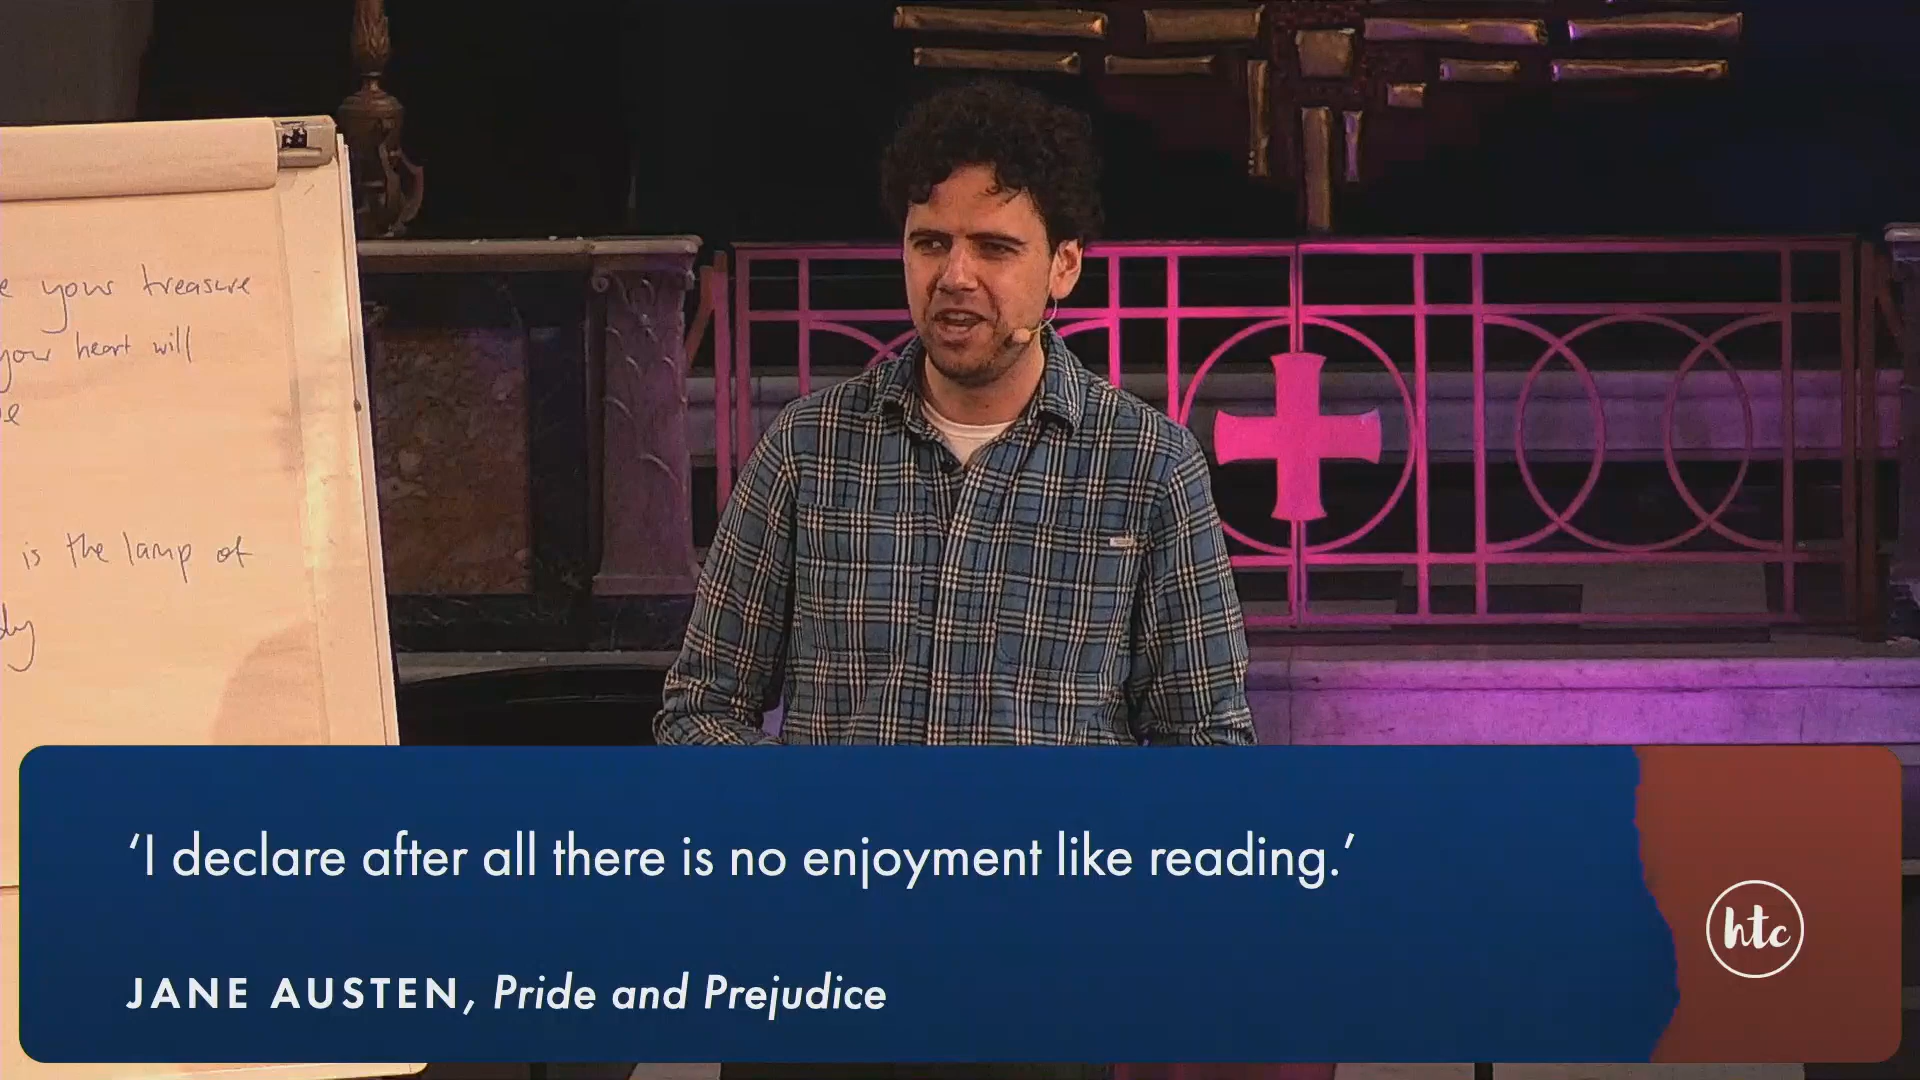 e your treasure
your heart will
is the lamp of
‘I declare after all there is no enjoyment like reading.’
JANE AUSTEN, Pride and Prejudice
htc